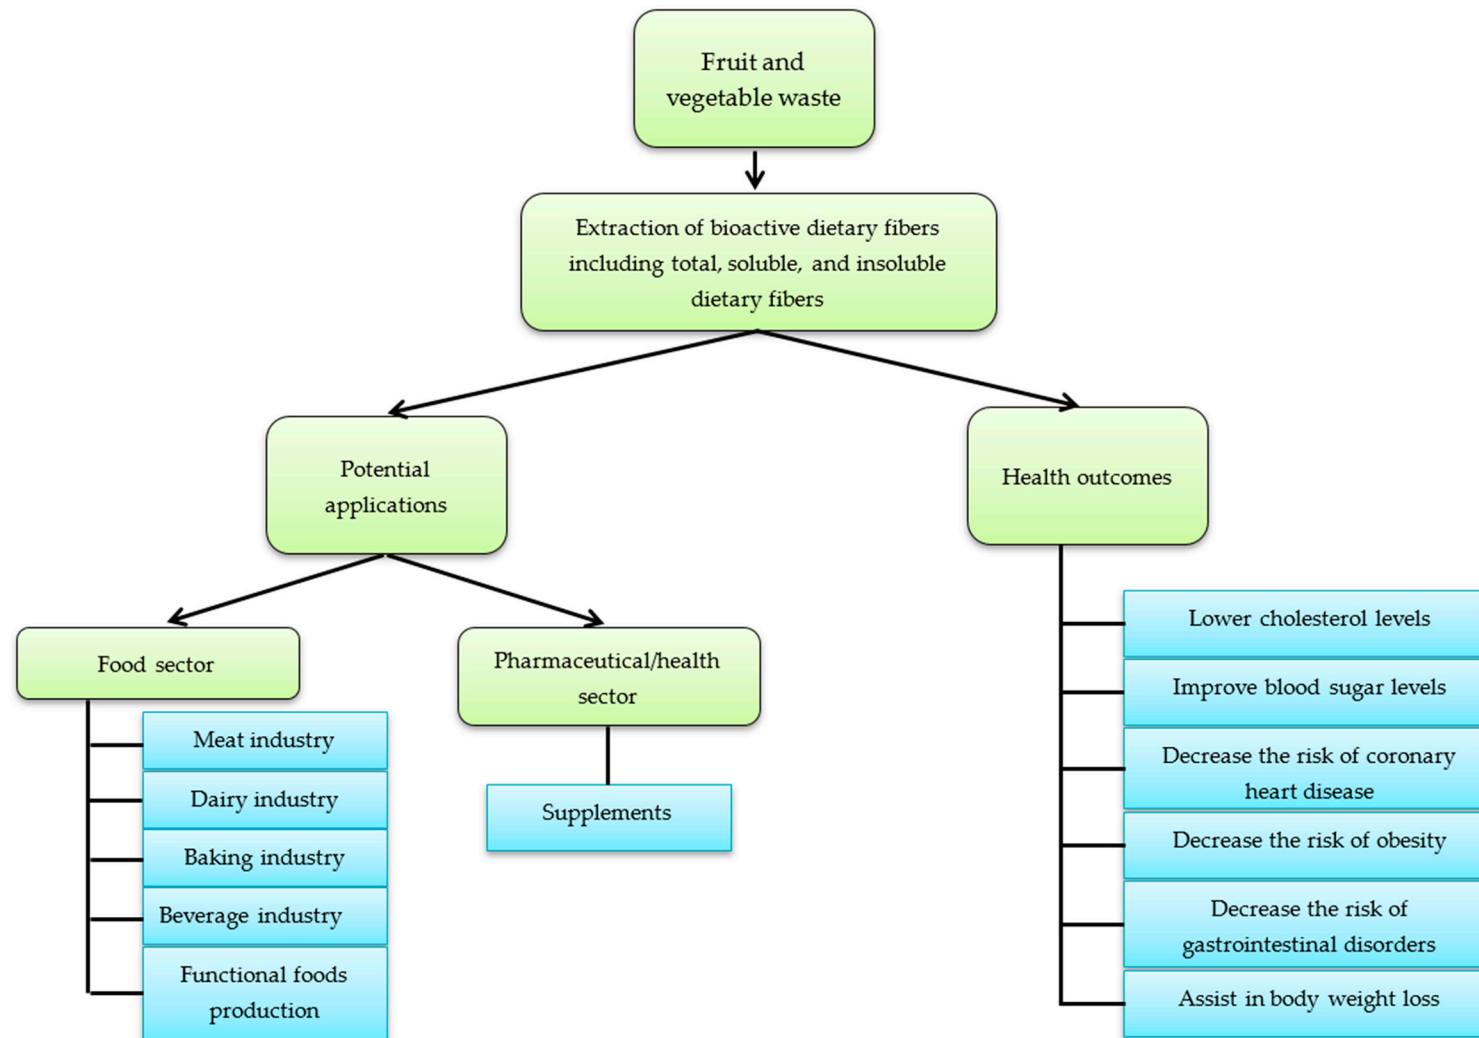 Fruit and
vegetable waste
Extraction of bioactive dietary fibers
including total, soluble, and insoluble
dietary fibers
Potential
applications
Health outcomes
Food sector
Meat industry
Dairy industry
Baking industry
Beverage industry
Functional foods
production
Pharmaceutical/health
sector
Supplements
Lower cholesterol levels
Improve blood sugar levels
Decrease the risk of coronary
heart disease
Decrease the risk of obesity
Decrease the risk of
gastrointestinal disorders
Assist in body weight loss